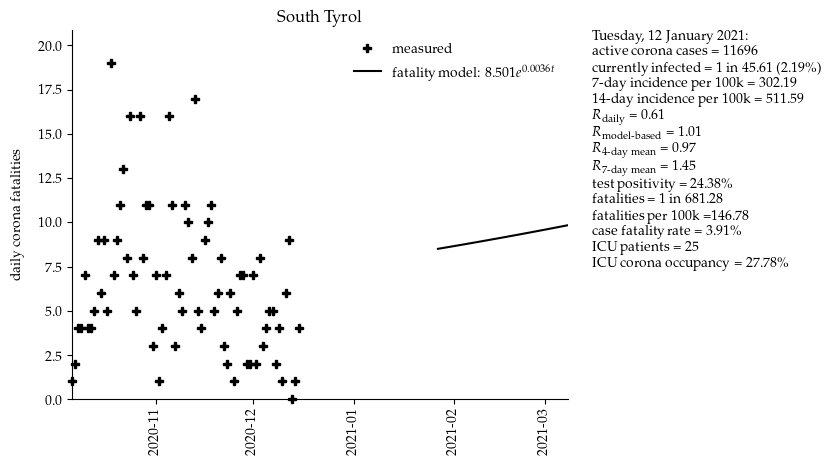 South Tyrol
measured
fatality model: 8.501e^0.0036t
daily corona fatalities
20.0
17.5
15.0
12.5
10.0
7.5
5.0
2.5
0.0
2020-11
2020-12
2021-01
2021-02
2021-03
Tuesday, 12 January 2021:
active corona cases = 11696
currently infected = 1 in 45.61 (2.19%)
7-day incidence per 100k = 302.19
14-day incidence per 100k = 511.59
R_daily = 0.61
R_model-based = 1.01
R_4-day mean = 0.97
R_7-day mean = 1.45
test positivity = 24.38%
fatalities = 1 in 681.28
fatalities per 100k =146.78
case fatality rate = 3.91%
ICU patients = 25
ICU corona occupancy = 27.78%